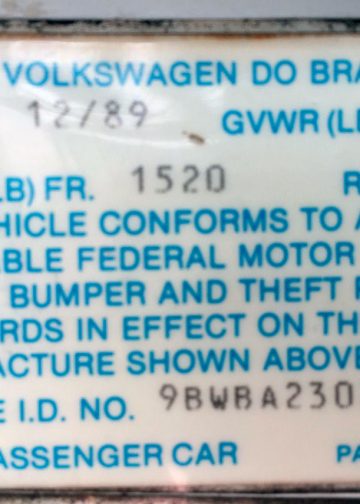 VOLKSWAGEN DO BRA
12/89 GVWR (L
LB) FR. 1520 R
HICLE CONFORMS TO A
BLE FEDERAL MOTOR
BUMPER AND THEFT
RDS IN EFFECT ON TH
ACTURE SHOWN ABOVE
E I.D. NO. 9BWBA230
ASSENGER CAR PA